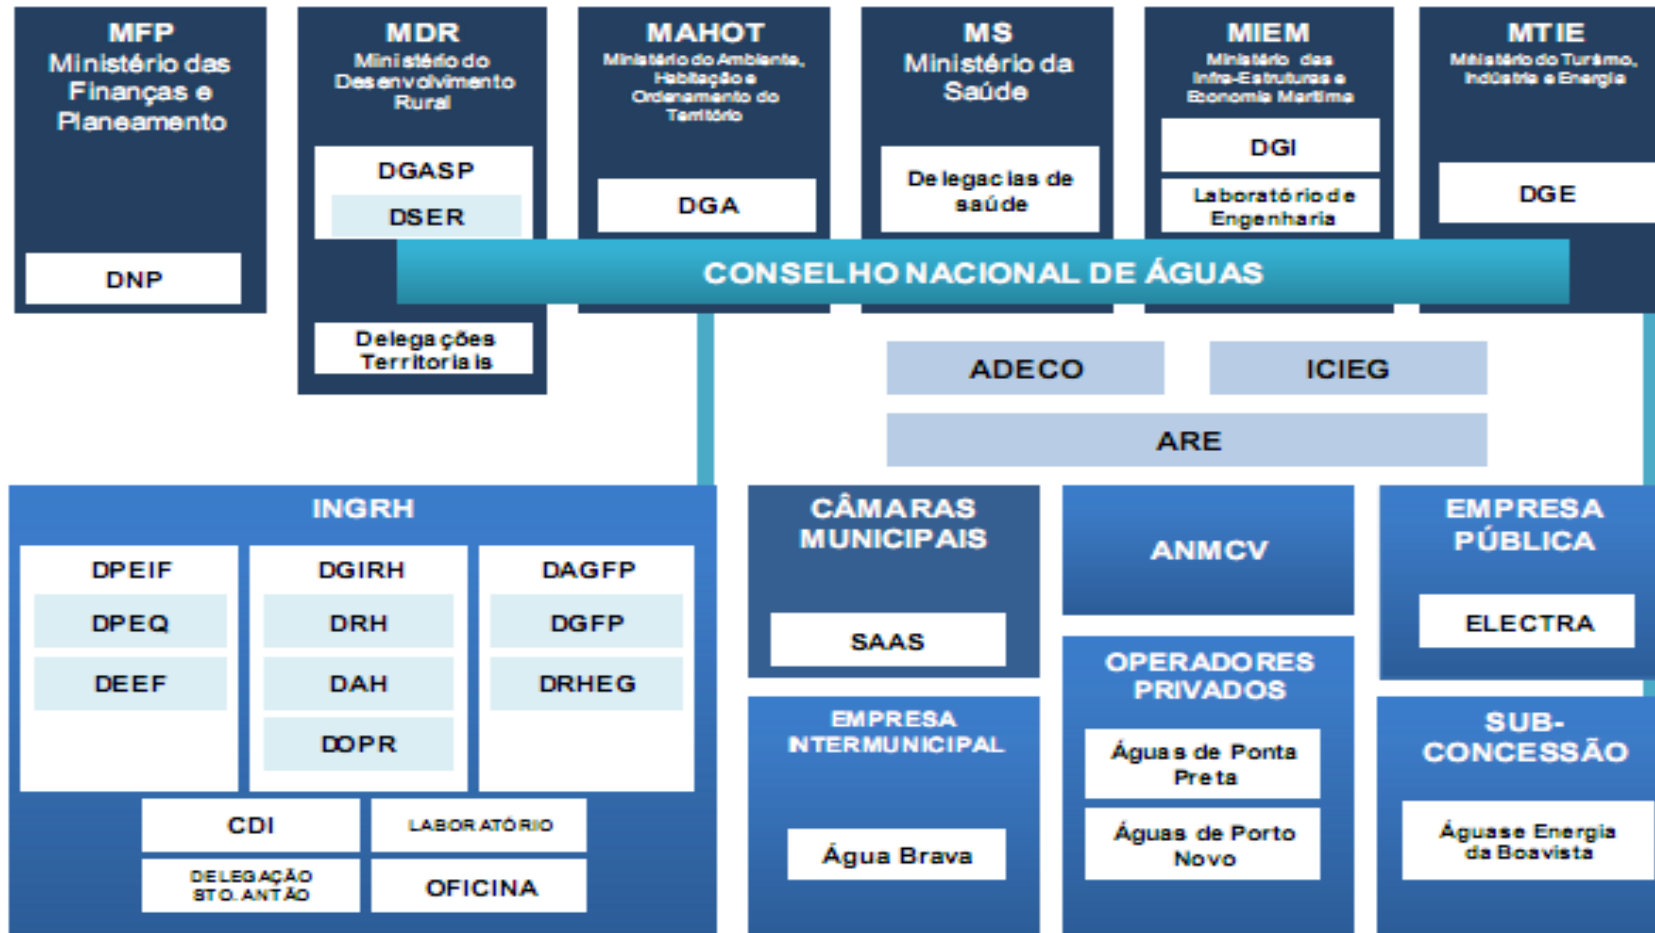 MFP
Ministério das
Finanças e
Planeamento
DNP
MDR
Ministério do
Desenvolvimento
Rural
DGASP
DSER
Delegações
Territoriais
MAHOT
Ministério do Ambiente,
Habitação e
Ordenamento do
Território
DGA
MS
Ministério da
Saúde
Delegacias de
saúde
MIEM
Ministério das
Infra-Estruturas e
Economia Marítima
DGI
Laboratório de
Engenharia
MTIE
Ministério do Turismo,
Indústria e Energia
DGE
CONSELHO NACIONAL DE ÁGUAS
ADECO
ICIEG
ARE
INGRH
DPEIF
DPEQ
DEEF
DGIRH
DRH
DAH
DOPR
DAGFP
DGFP
DRHEG
CDI
LABORATÓRIO
DELEGAÇÃO
STO. ANTÃO
OFICINA
CÂMARAS
MUNICIPAIS
SAAS
EMPRESA
INTERMUNICIPAL
Água Brava
ANMCV
OPERADORES
PRIVADOS
Águas de Ponta
Preta
Águas de Porto
Novo
EMPRESA
PÚBLICA
ELECTRA
SUB-
CONCESSÃO
Águas e Energia
da Boavista